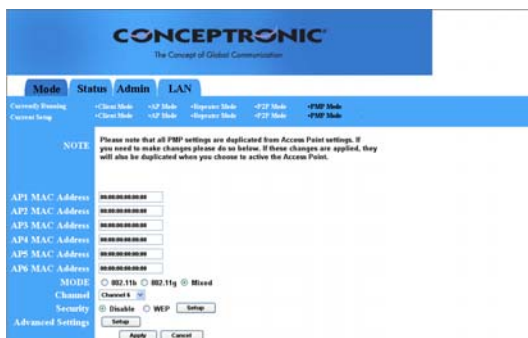 CONCEPTRONIC
The Concept of Global Communication
Mode Status Admin LAN
Currently Running •Client Mode •AP Mode •Repeater Mode •P2P Mode •PMP Mode
Current Setup •Client Mode •AP Mode •Repeater Mode •P2P Mode •PMP Mode
NOTE
Please note that all PMP settings are duplicated from Access Point settings. If
you need to make changes please do so below. If these changes are applied, they
will also be duplicated when you choose to active the Access Point.
AP1 MAC Address 00:00:00:00:00:00
AP2 MAC Address 00:00:00:00:00:00
AP3 MAC Address 00:00:00:00:00:00
AP4 MAC Address 00:00:00:00:00:00
AP5 MAC Address 00:00:00:00:00:00
AP6 MAC Address 00:00:00:00:00:00
MODE 802.11b 802.11g Mixed
Channel Channel 6
Security Disable WEP Setup
Advanced Settings Setup
Apply Cancel